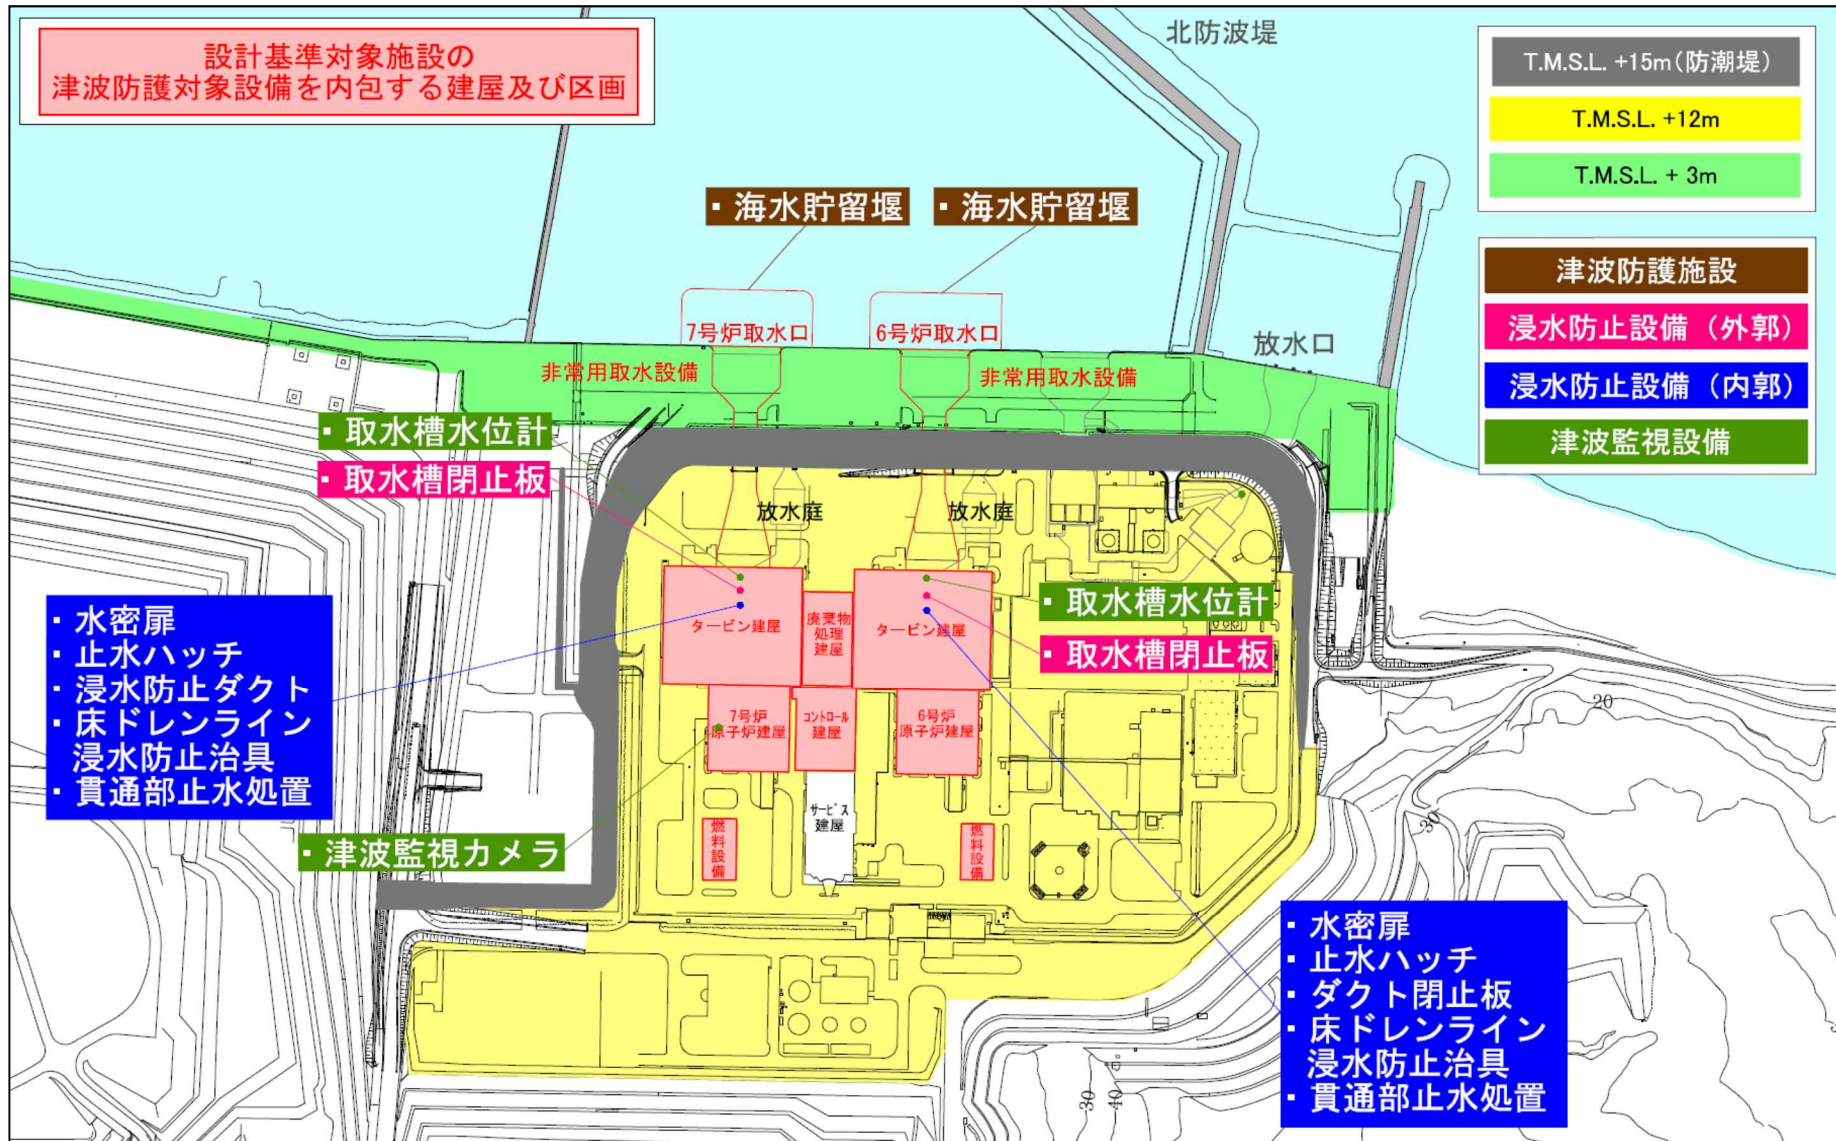 設計基準対象施設の
津波防護対象設備を内包する建屋及び区画
北防波堤
T.M.S.L. +15m(防潮堤)
T.M.S.L. +12m
T.M.S.L. + 3m
津波防護施設
浸水防止設備（外郭）
浸水防止設備（内郭）
津波監視設備
▪ 海水貯留堰
▪ 海水貯留堰
7号炉取水口
6号炉取水口
放水口
非常用取水設備
非常用取水設備
▪ 取水槽水位計
▪ 取水槽閉止板
放水庭
放水庭
▪ 水密扉
▪ 止水ハッチ
▪ 浸水防止ダクト
▪ 床ドレンライン
浸水防止治具
▪ 貫通部止水処置
タービン建屋
廃棄物
処理
建屋
タービン建屋
▪ 取水槽水位計
▪ 取水槽閉止板
7号炉
原子炉建屋
コントロール
建屋
6号炉
原子炉建屋
サービス
建屋
燃料設備
燃料設備
▪ 津波監視カメラ
20
30
▪ 水密扉
▪ 止水ハッチ
▪ ダクト閉止板
▪ 床ドレンライン
浸水防止治具
▪ 貫通部止水処置
30
40